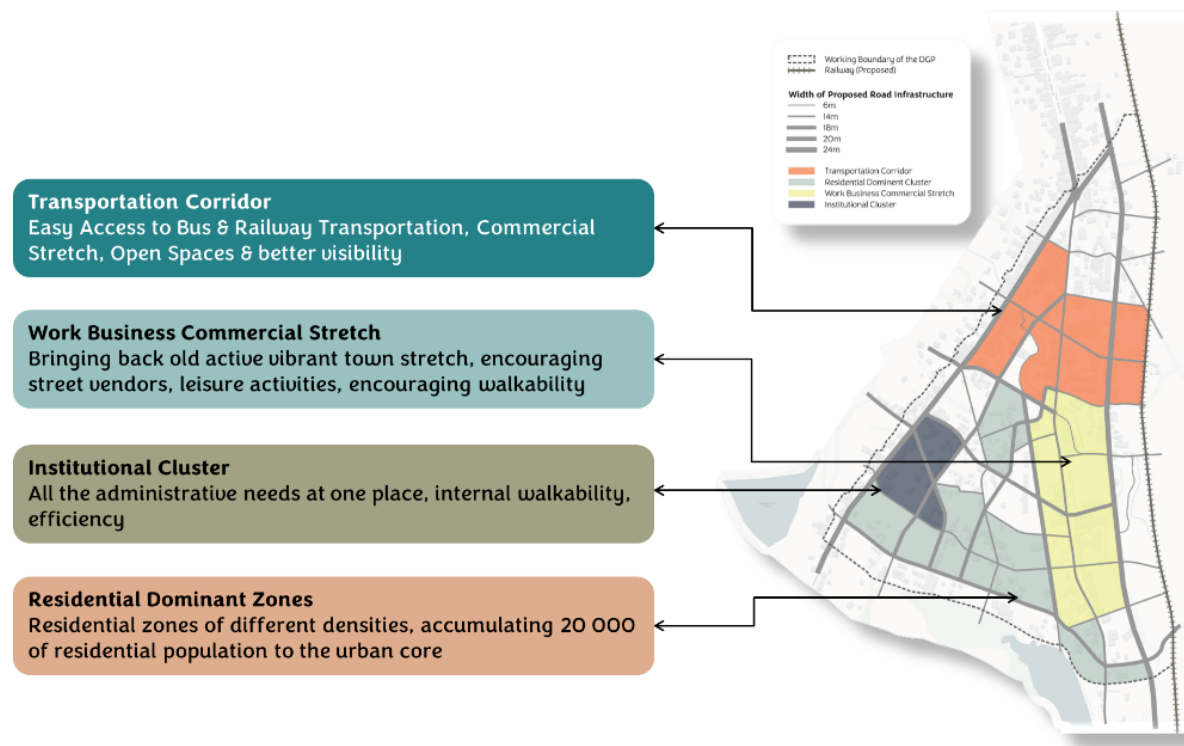 Working Boundary of the DGP
Railway (Proposed)
Width of Proposed Road Infrastructure
6m
14m
18m
20m
24m
Transportation Corridor
Residential Dominant Cluster
Work Business Commercial Stretch
Institutional Cluster
Transportation Corridor
Easy Access to Bus & Railway Transportation, Commercial
Stretch, Open Spaces & better visibility
Work Business Commercial Stretch
Bringing back old active vibrant town stretch, encouraging
street vendors, leisure activities, encouraging walkability
Institutional Cluster
All the administrative needs at one place, internal walkability,
efficiency
Residential Dominant Zones
Residential zones of different densities, accumulating 20 000
of residential population to the urban core